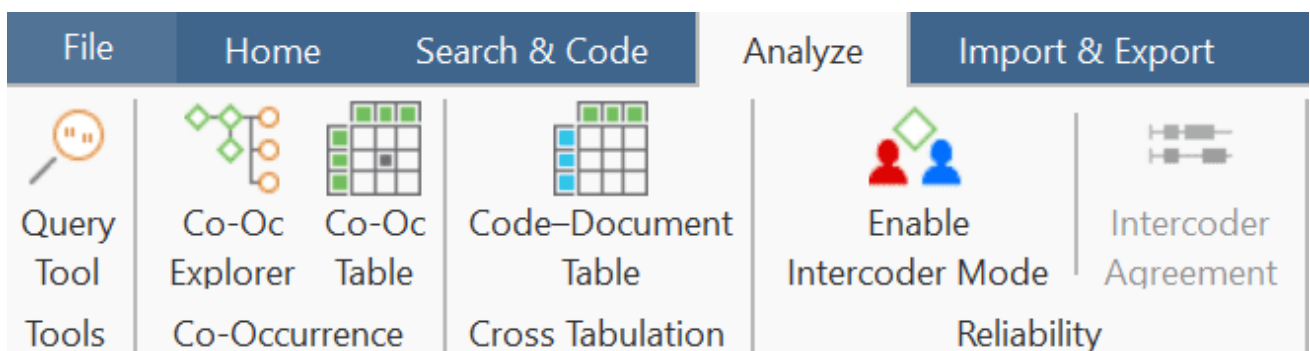 File Home Search & Code Analyze Import & Export
Query Tool
Co-Oc Explorer
Co-Oc Table
Code–Document Table
Enable Intercoder Mode
Intercoder Agreement
Tools Co-Occurrence Cross Tabulation Reliability